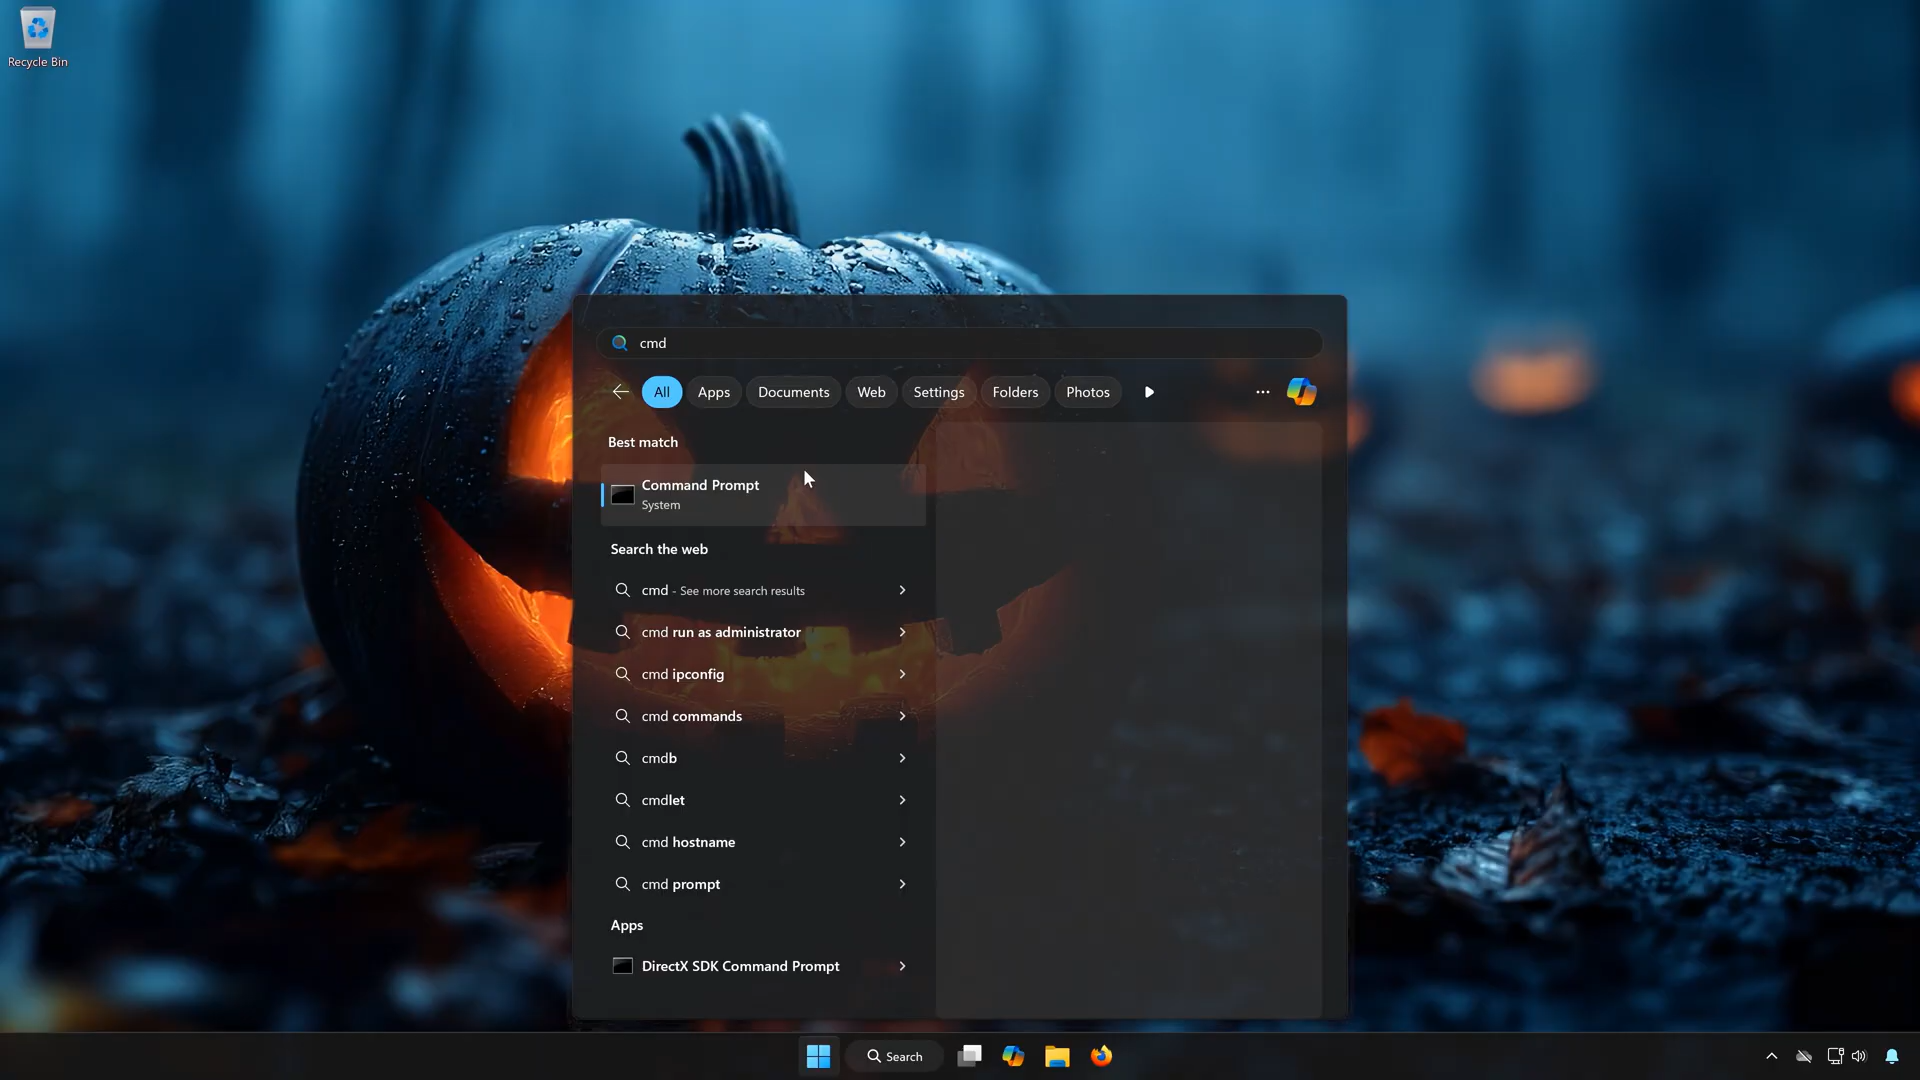 Recycle Bin
cmd
All Apps Documents Web Settings Folders Photos
Best match
Command Prompt
System
Search the web
cmd - See more search results
cmd run as administrator
cmd ipconfig
cmd commands
cmdb
cmdlet
cmd hostname
cmd prompt
Apps
DirectX SDK Command Prompt
Search